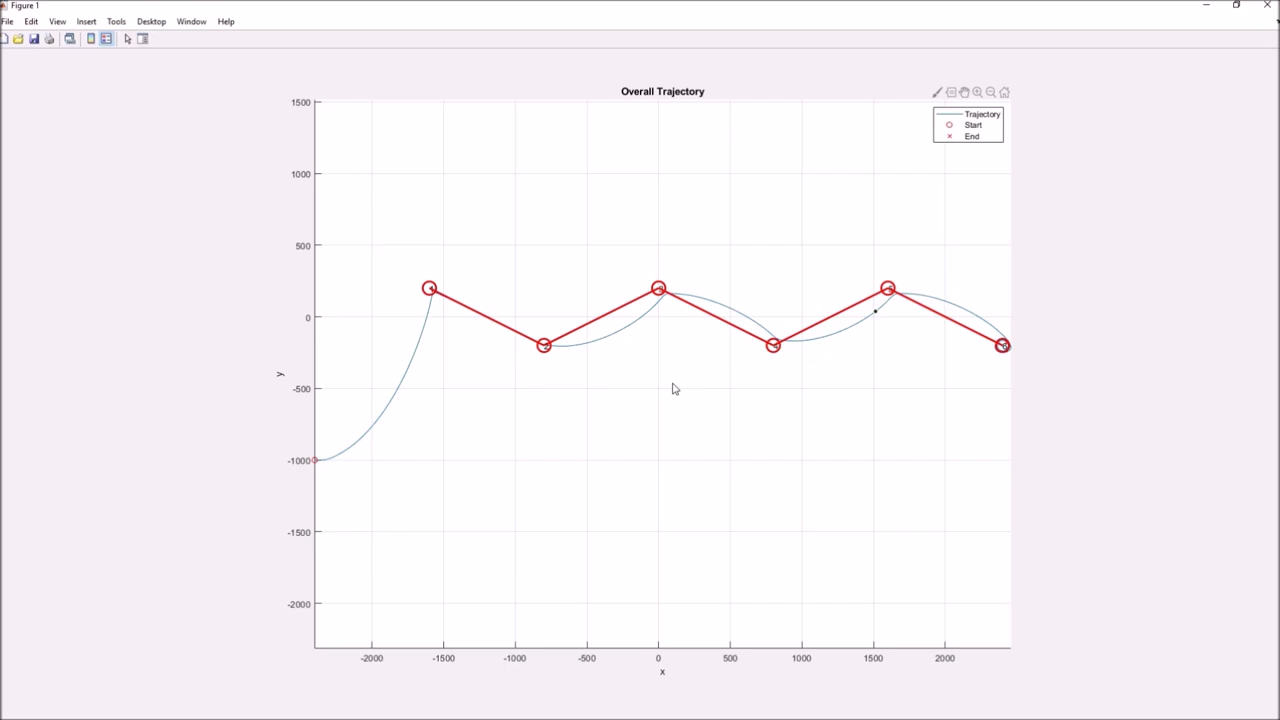 Figure 1
File Edit View Insert Tools Desktop Window Help
Overall Trajectory
Trajectory
Start
End
1500
1000
500
0
-500
-1000
-1500
-2000
y
-2000 -1500 -1000 -500 0 500 1000 1500 2000
x